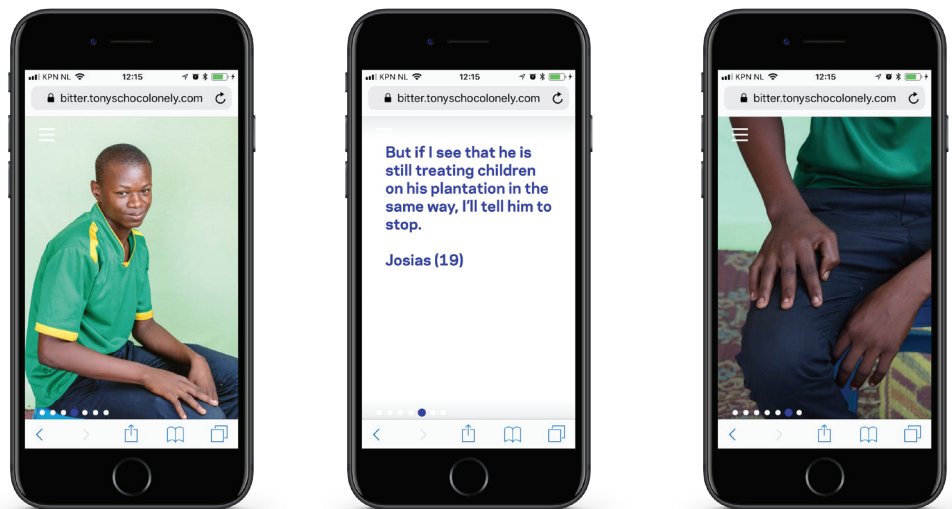 KPN NL 12:15
bitter.tonyschocolonely.com
KPN NL 12:15
bitter.tonyschocolonely.com
But if I see that he is
still treating children
on his plantation in the
same way, I'll tell him to
stop.
Josias (19)
KPN NL 12:15
bitter.tonyschocolonely.com